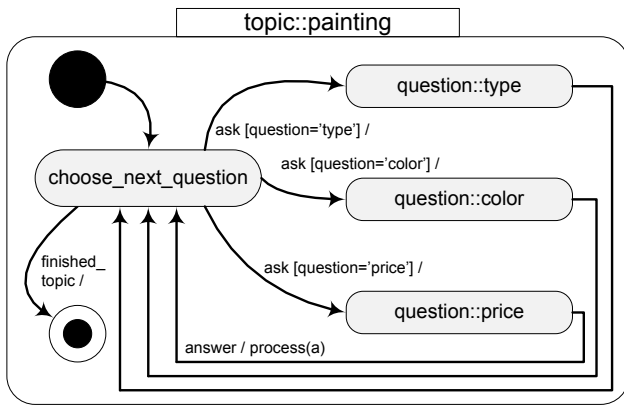 topic::painting
question::type
ask [question='type'] /
ask [question='color'] /
choose_next_question
question::color
finished_
topic /
ask [question='price'] /
question::price
answer / process(a)